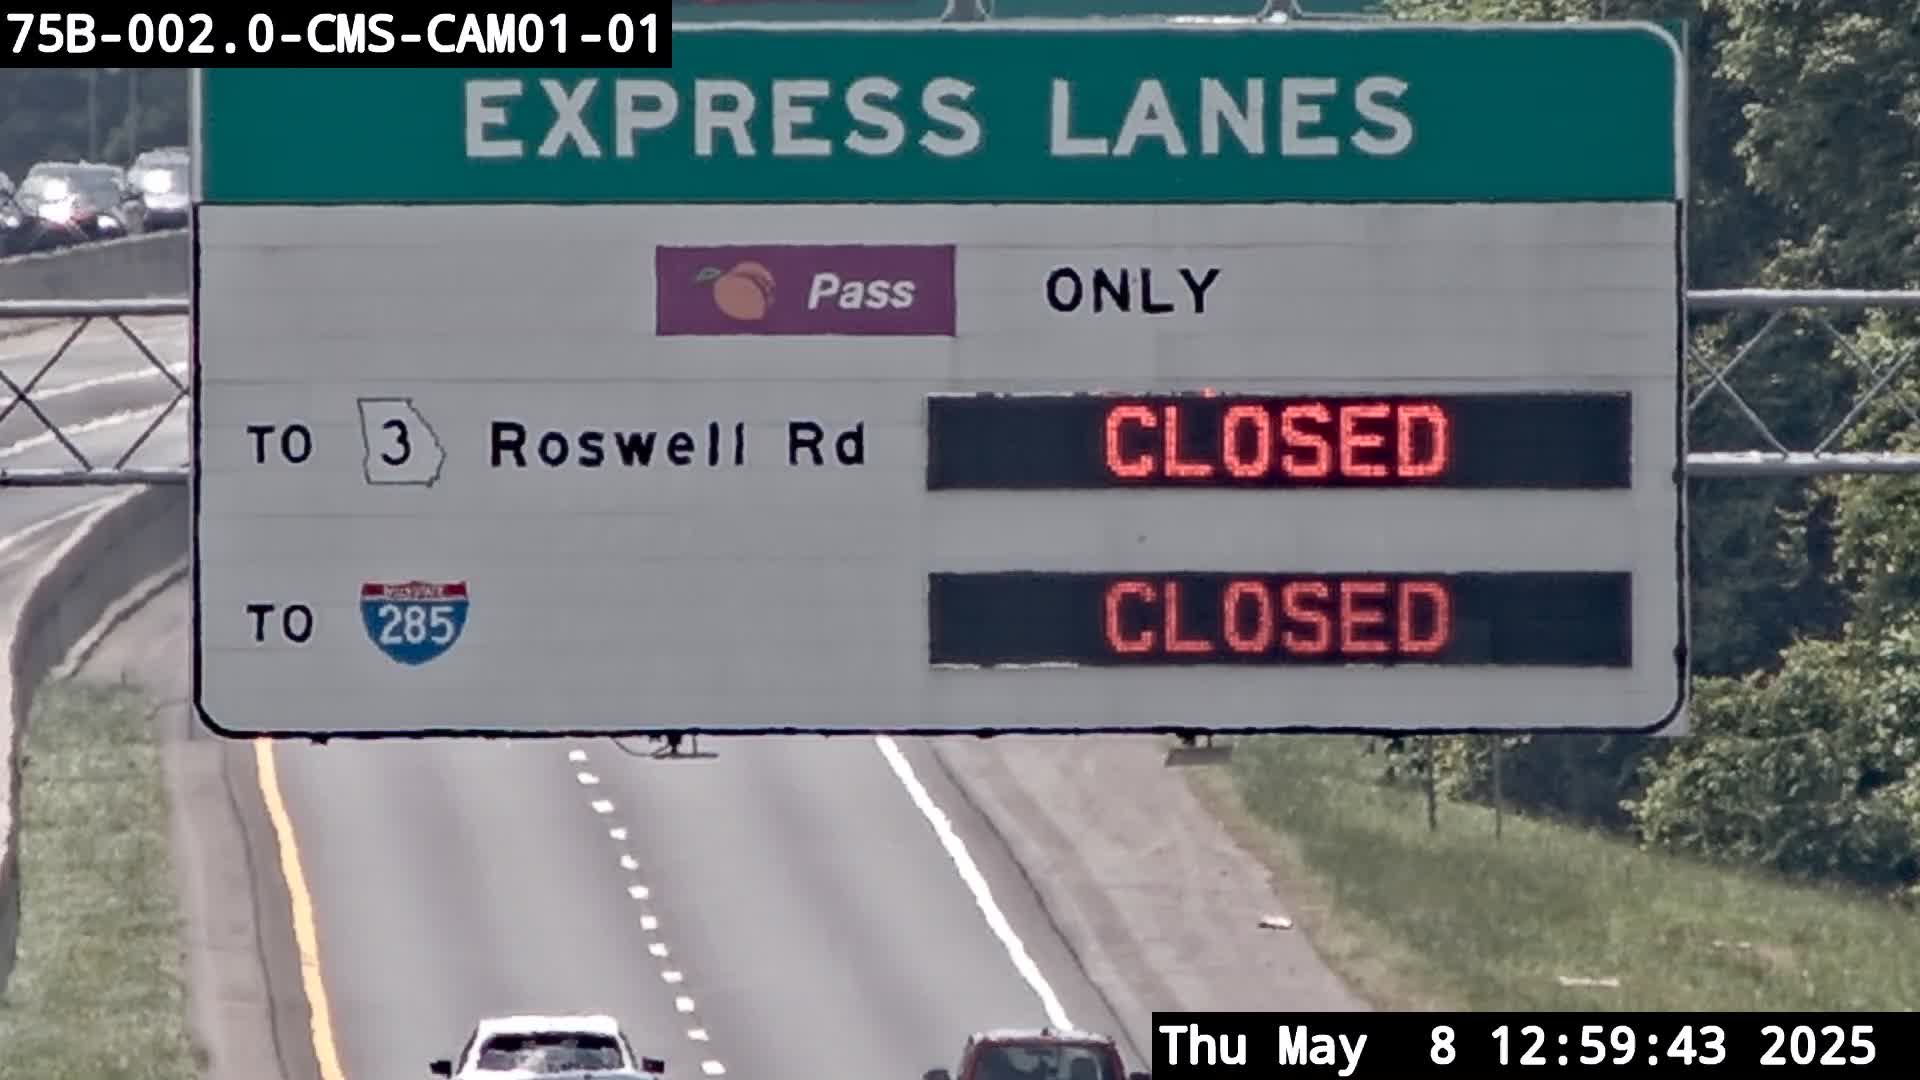 75B-002.0-CMS-CAM01-01
EXPRESS LANES
Pass ONLY
TO 3 Roswell Rd CLOSED
TO 285 CLOSED
Thu May 8 12:59:43 2025